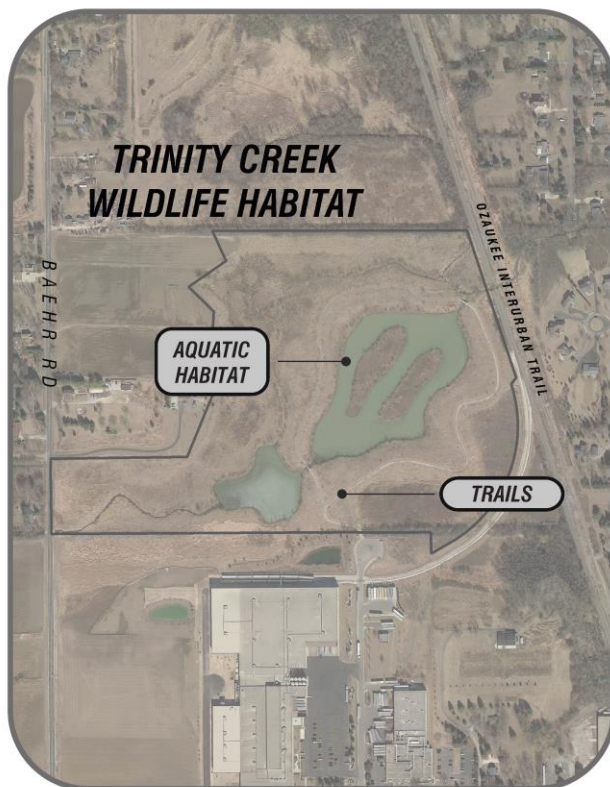 TRINITY CREEK
WILDLIFE HABITAT
BAEHR RD
OZAUKEE INTERURBAN TRAIL
AQUATIC
HABITAT
TRAILS